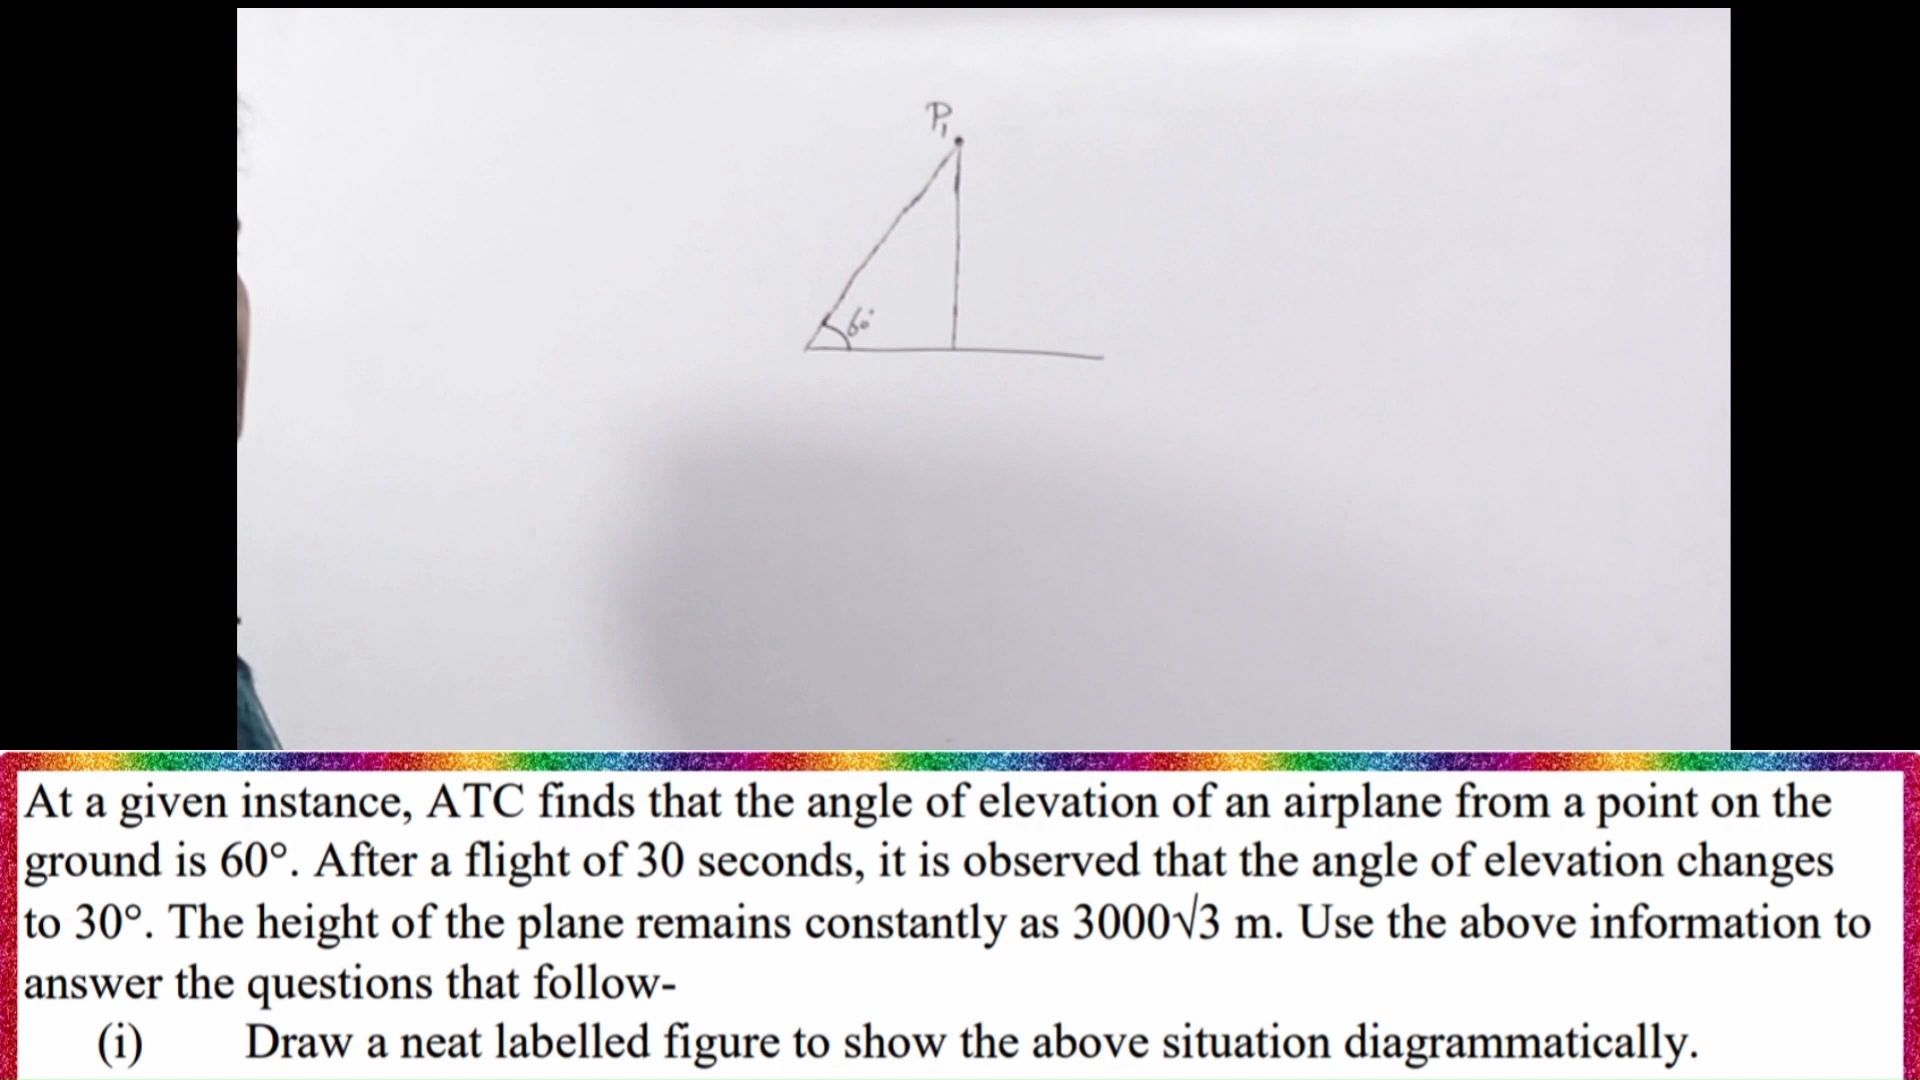 P₁
60°
At a given instance, ATC finds that the angle of elevation of an airplane from a point on the
ground is 60°. After a flight of 30 seconds, it is observed that the angle of elevation changes
to 30°. The height of the plane remains constantly as 3000√3 m. Use the above information to
answer the questions that follow-
(i) Draw a neat labelled figure to show the above situation diagrammatically.